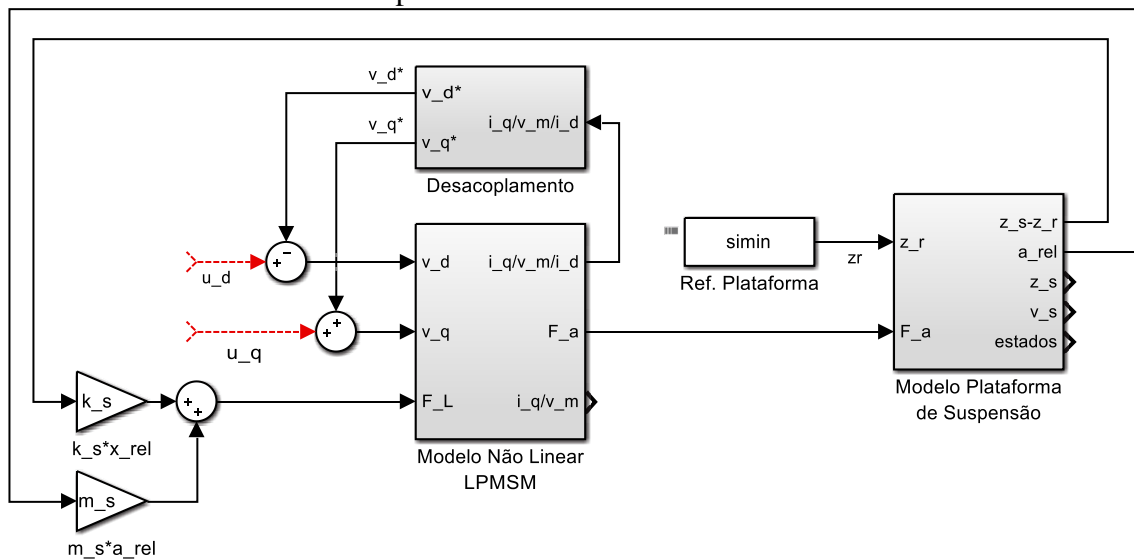 v_d*
v_d*
i_q/v_m/i_d
v_q*
v_q*
Desacoplamento
+
−
u_d
v_d
i_q/v_m/i_d
simin
zr
Ref. Plataforma
z_r
z_s-z_r
a_rel
z_s
v_s
estados
F_a
Modelo Plataforma
de Suspensão
+
+
u_q
v_q
F_a
k_s
k_s*x_rel
+
+
F_L
i_q/v_m
Modelo Não Linear
LPMSM
m_s
m_s*a_rel